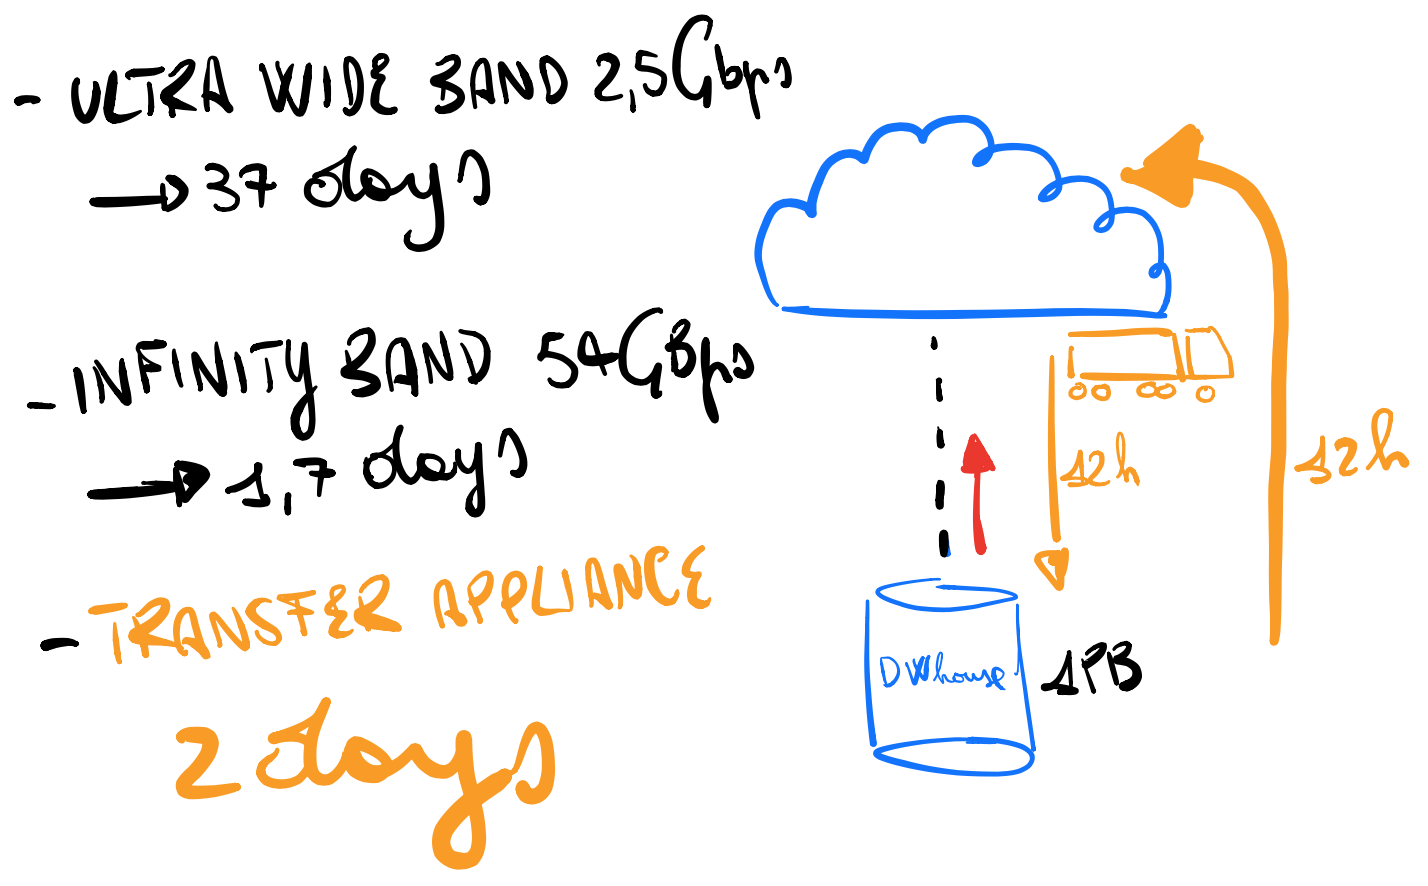 - ULTRA WIDE BAND 2,5Gbps
→ 37 days
- INFINITY BAND 54GBps
→ 1,7 days
- TRANSFER APPLIANCE
2 days
12h
12h
DWhouse
1PB